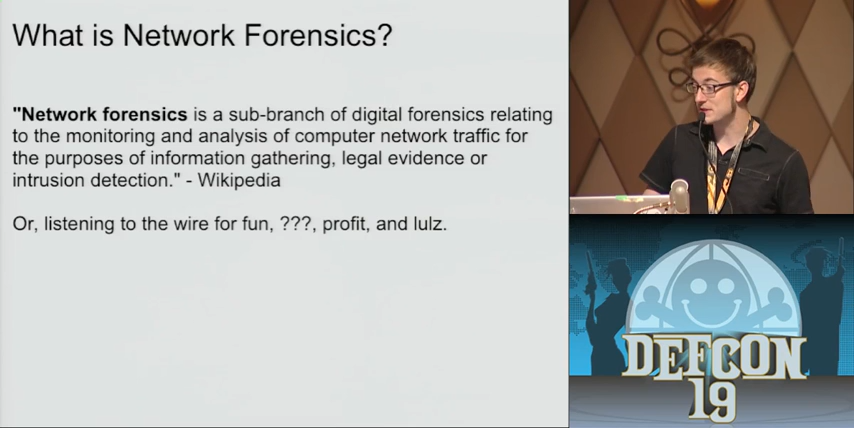 What is Network Forensics?
"Network forensics is a sub-branch of digital forensics relating
to the monitoring and analysis of computer network traffic for
the purposes of information gathering, legal evidence or
intrusion detection." - Wikipedia
Or, listening to the wire for fun, ???, profit, and lulz.
DEFCON
19